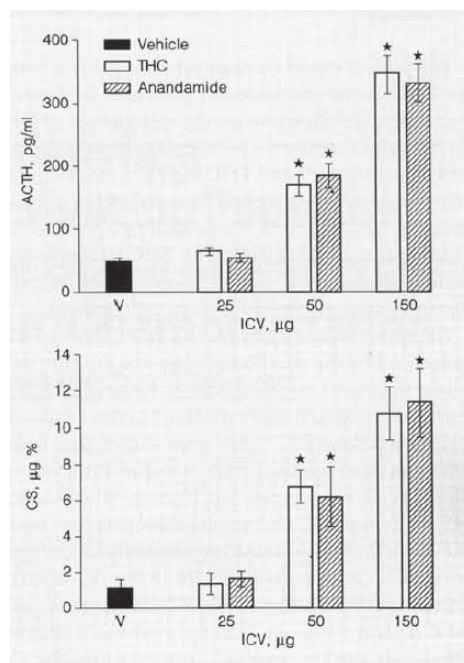 400
300
200
100
0
ACTH, pg/ml
Vehicle
THC
Anandamide
★ ★
★ ★
V 25 50 150
ICV, µg
14
12
10
8
6
4
2
0
CS, µg %
★ ★
★ ★
V 25 50 150
ICV, µg